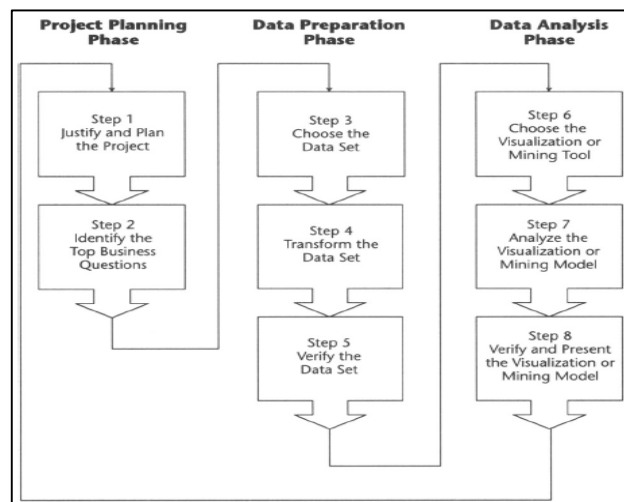 Project Planning
Phase
Step 1
Justify and Plan
the Project
Step 2
Identify the
Top Business
Questions
Data Preparation
Phase
Step 3
Choose the
Data Set
Step 4
Transform the
Data Set
Step 5
Verify the
Data Set
Data Analysis
Phase
Step 6
Choose the
Visualization or
Mining Tool
Step 7
Analyze the
Visualization or
Mining Model
Step 8
Verify and Present
the Visualization or
Mining Model